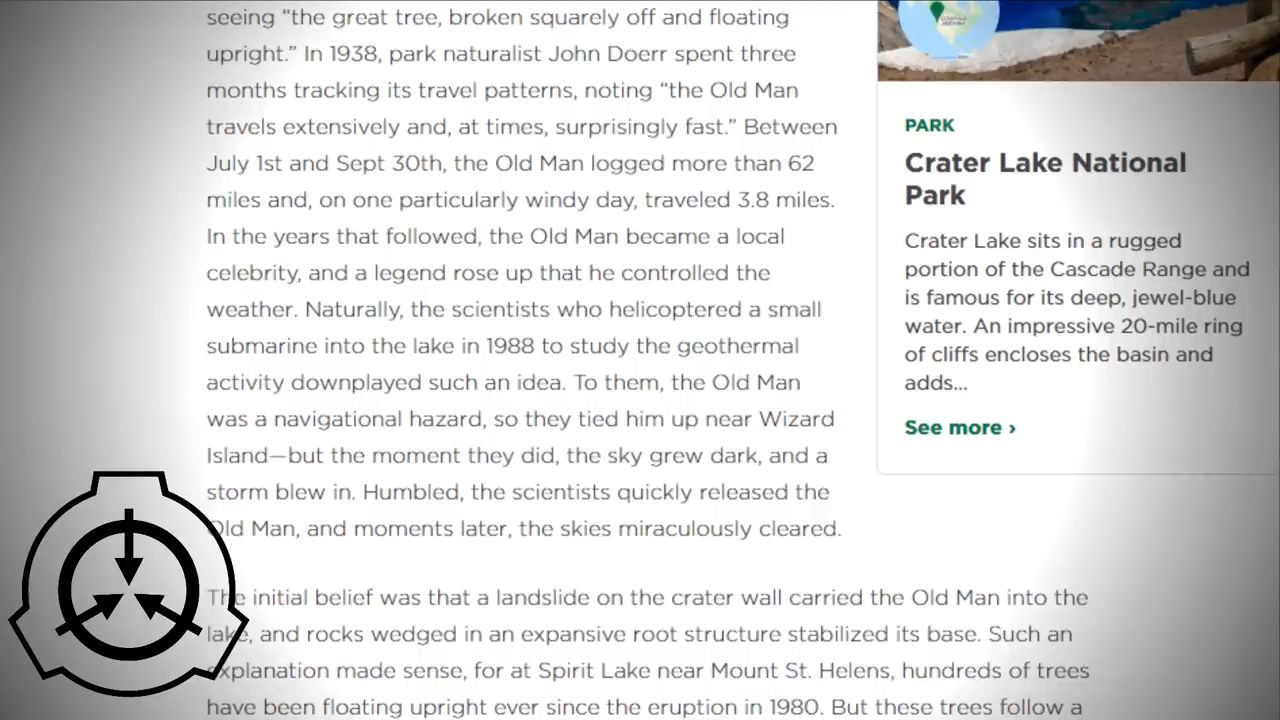 seeing “the great tree, broken squarely off and floating
upright.” In 1938, park naturalist John Doerr spent three
months tracking its travel patterns, noting “the Old Man
travels extensively and, at times, surprisingly fast.” Between
July 1st and Sept 30th, the Old Man logged more than 62
miles and, on one particularly windy day, traveled 3.8 miles.
In the years that followed, the Old Man became a local
celebrity, and a legend rose up that he controlled the
weather. Naturally, the scientists who helicoptered a small
submarine into the lake in 1988 to study the geothermal
activity downplayed such an idea. To them, the Old Man
was a navigational hazard, so they tied him up near Wizard
Island—but the moment they did, the sky grew dark, and a
storm blew in. Humbled, the scientists quickly released the
Old Man, and moments later, the skies miraculously cleared.
The initial belief was that a landslide on the crater wall carried the Old Man into the
lake, and rocks wedged in an expansive root structure stabilized its base. Such an
explanation made sense, for at Spirit Lake near Mount St. Helens, hundreds of trees
have been floating upright ever since the eruption in 1980. But these trees follow a
PARK
Crater Lake National
Park
Crater Lake sits in a rugged
portion of the Cascade Range and
is famous for its deep, jewel-blue
water. An impressive 20-mile ring
of cliffs encloses the basin and
adds...
See more ›